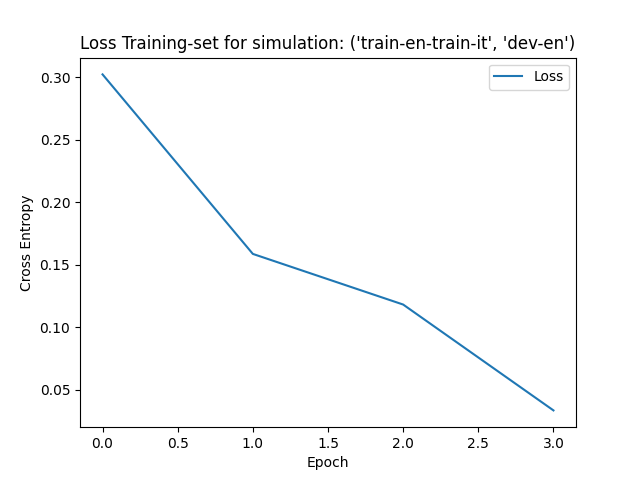 Loss Training-set for simulation: ('train-en-train-it', 'dev-en')
Loss
Cross Entropy
0.30
0.25
0.20
0.15
0.10
0.05
0.0 0.5 1.0 1.5 2.0 2.5 3.0
Epoch